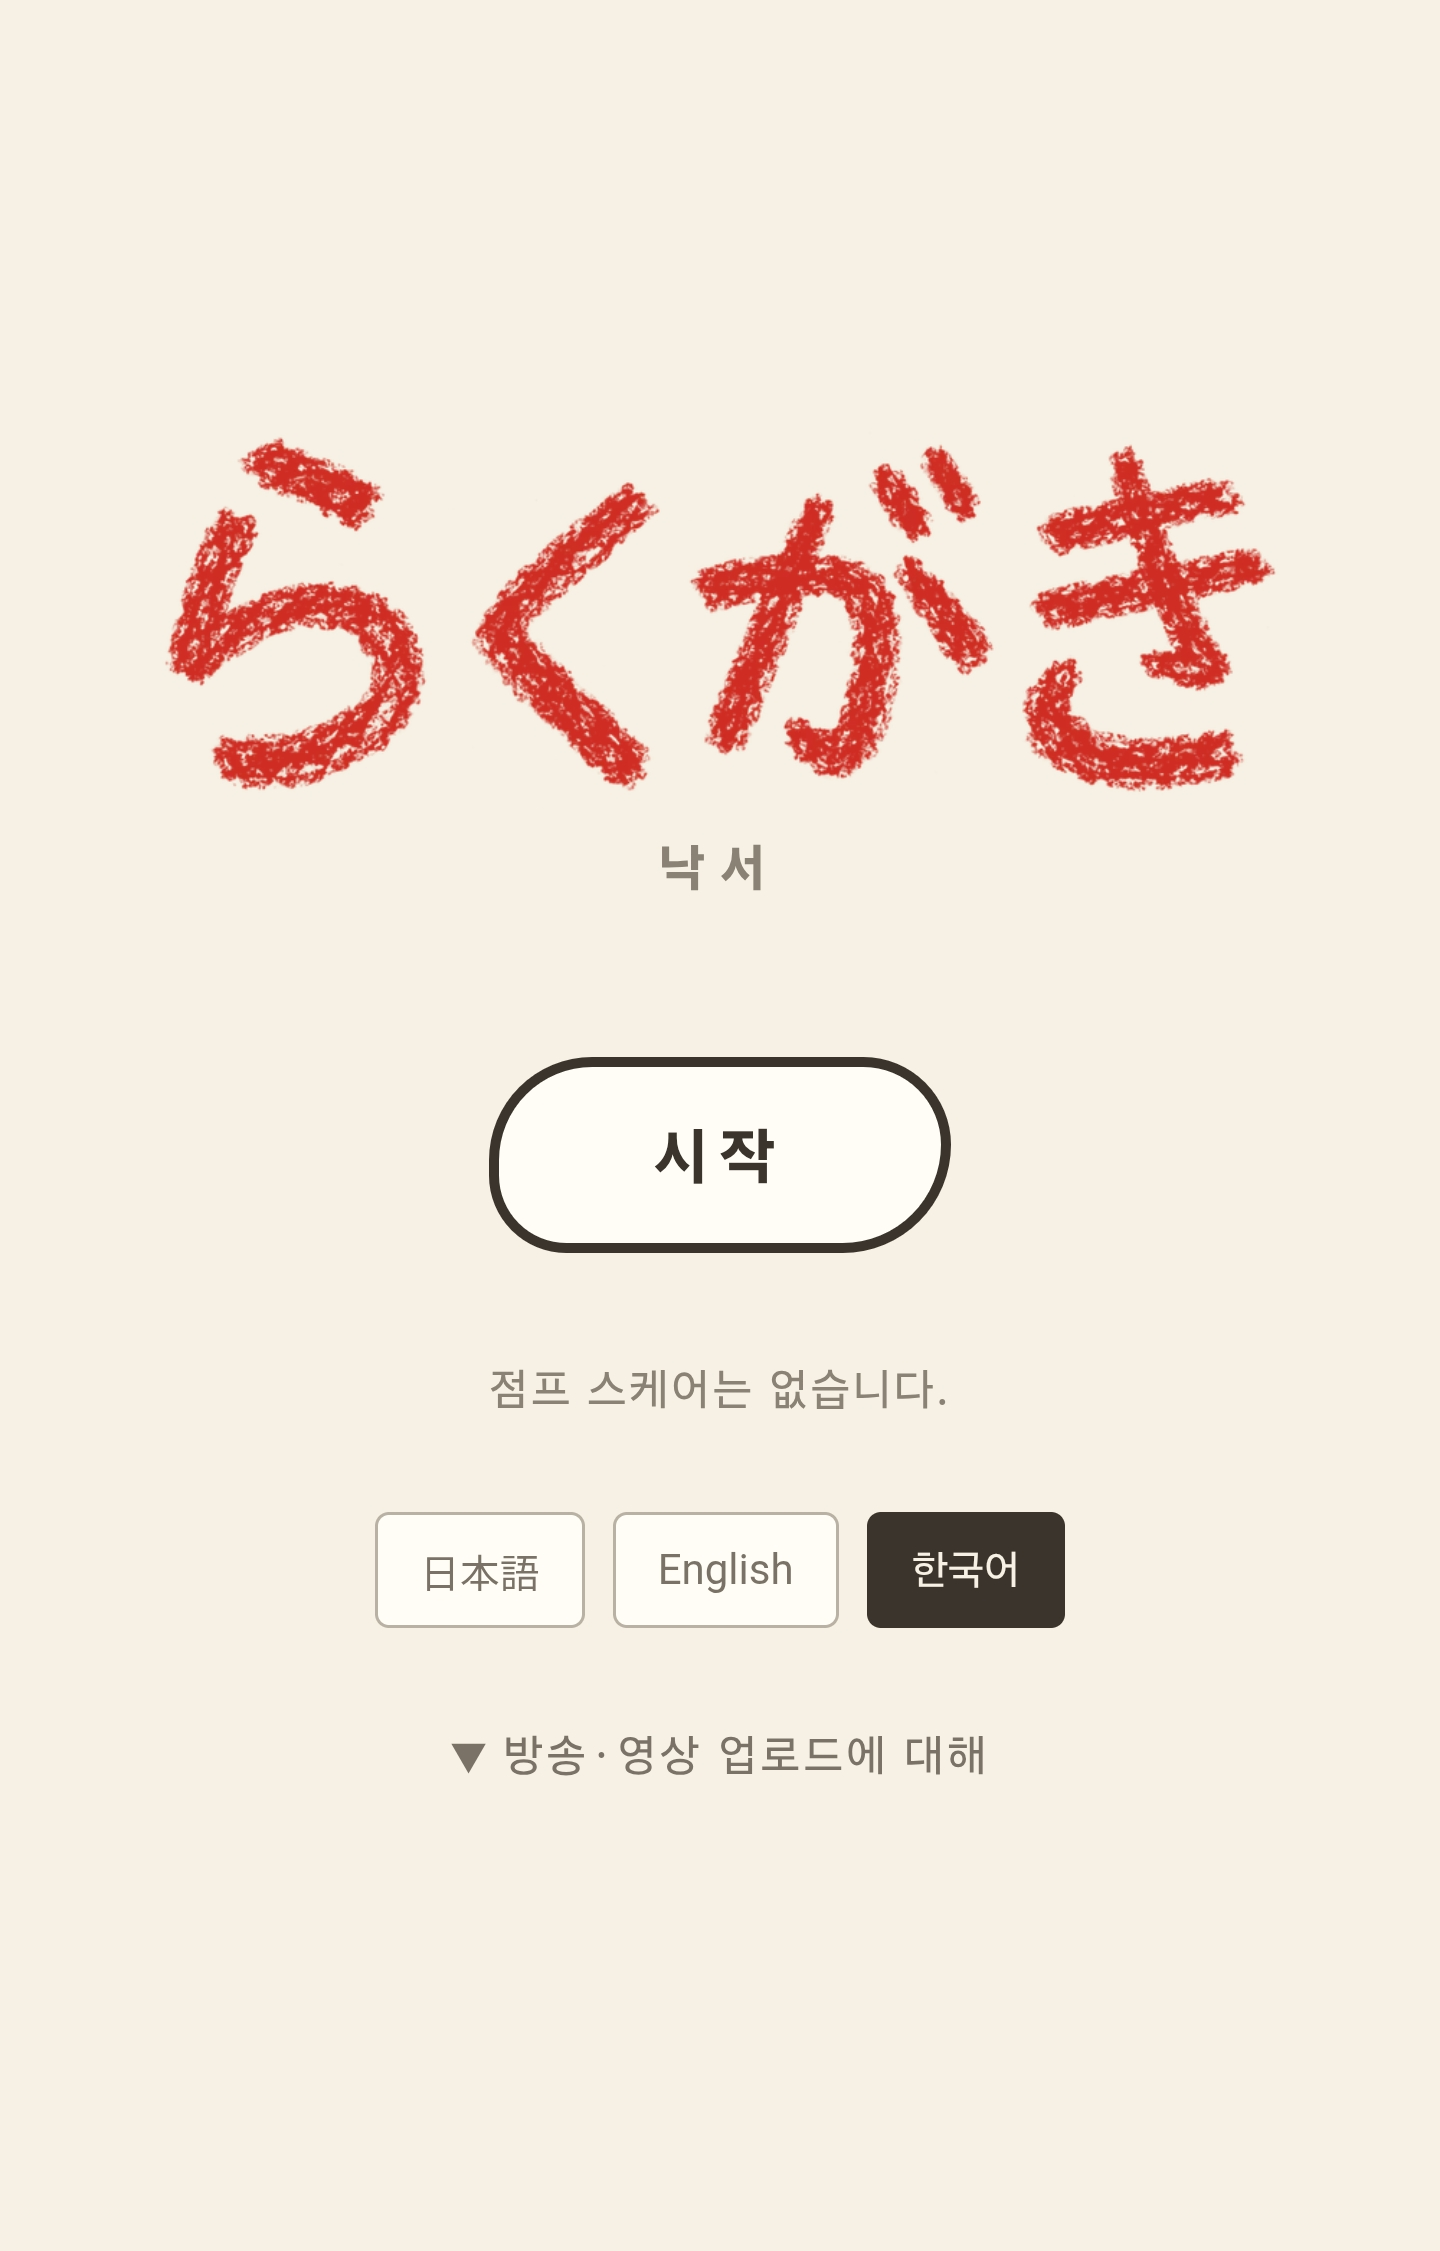 らくがき
낙서
시작
점프 스케어는 없습니다.
日本語 English 한국어
▼ 방송·영상 업로드에 대해